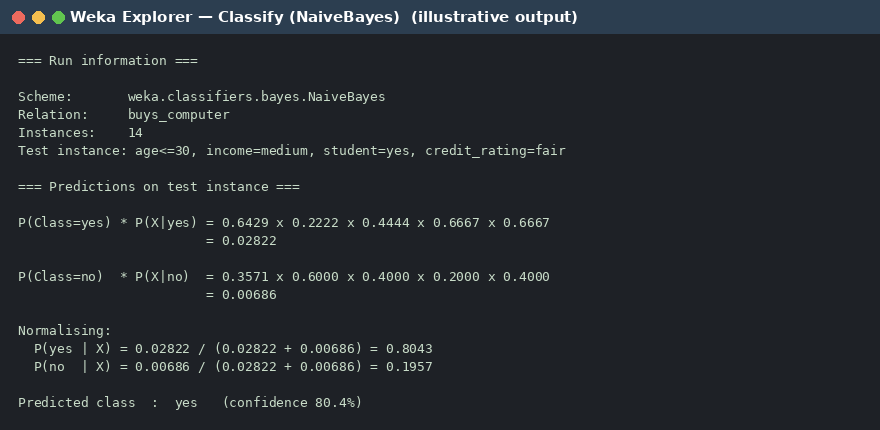 Weka Explorer — Classify (NaiveBayes)  (illustrative output)
=== Run information ===
Scheme:       weka.classifiers.bayes.NaiveBayes
Relation:     buys_computer
Instances:    14
Test instance: age<=30, income=medium, student=yes, credit_rating=fair
=== Predictions on test instance ===
P(Class=yes) * P(X|yes) = 0.6429 x 0.2222 x 0.4444 x 0.6667 x 0.6667
                        = 0.02822
P(Class=no)  * P(X|no)  = 0.3571 x 0.6000 x 0.4000 x 0.2000 x 0.4000
                        = 0.00686
Normalising:
  P(yes | X) = 0.02822 / (0.02822 + 0.00686) = 0.8043
  P(no  | X) = 0.00686 / (0.02822 + 0.00686) = 0.1957
Predicted class  :  yes   (confidence 80.4%)